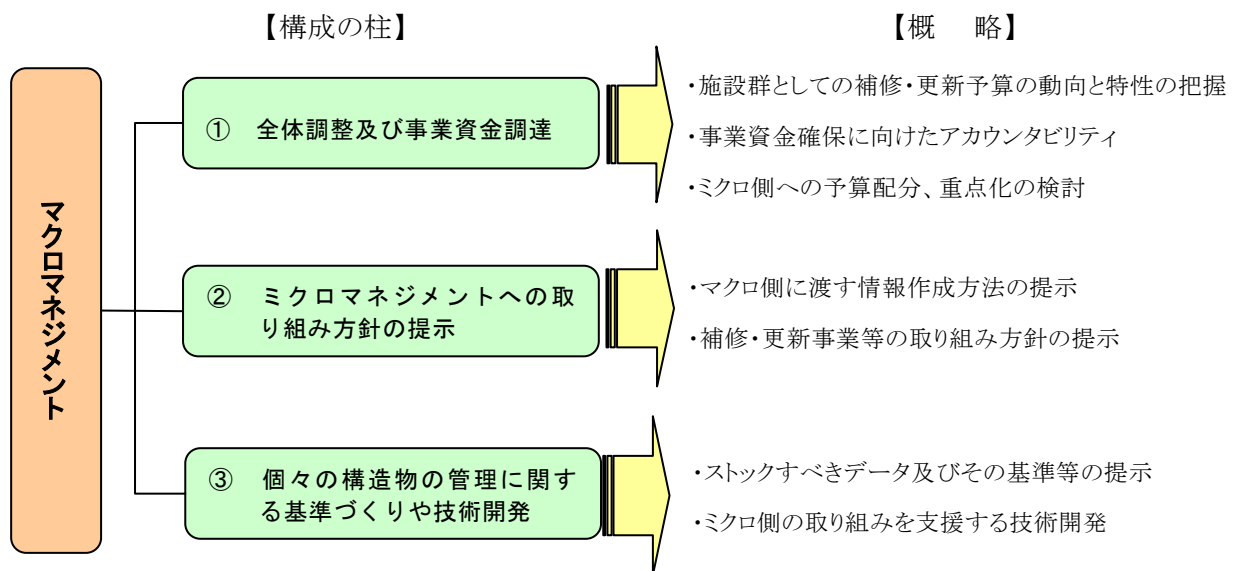 【構成の柱】
【概　略】
マクロマネジメント
① 全体調整及び事業資金調達
・施設群としての補修・更新予算の動向と特性の把握
・事業資金確保に向けたアカウンタビリティ
・ミクロ側への予算配分、重点化の検討
② ミクロマネジメントへの取
り組み方針の提示
・マクロ側に渡す情報作成方法の提示
・補修・更新事業等の取り組み方針の提示
③ 個々の構造物の管理に関す
る基準づくりや技術開発
・ストックすべきデータ及びその基準等の提示
・ミクロ側の取り組みを支援する技術開発